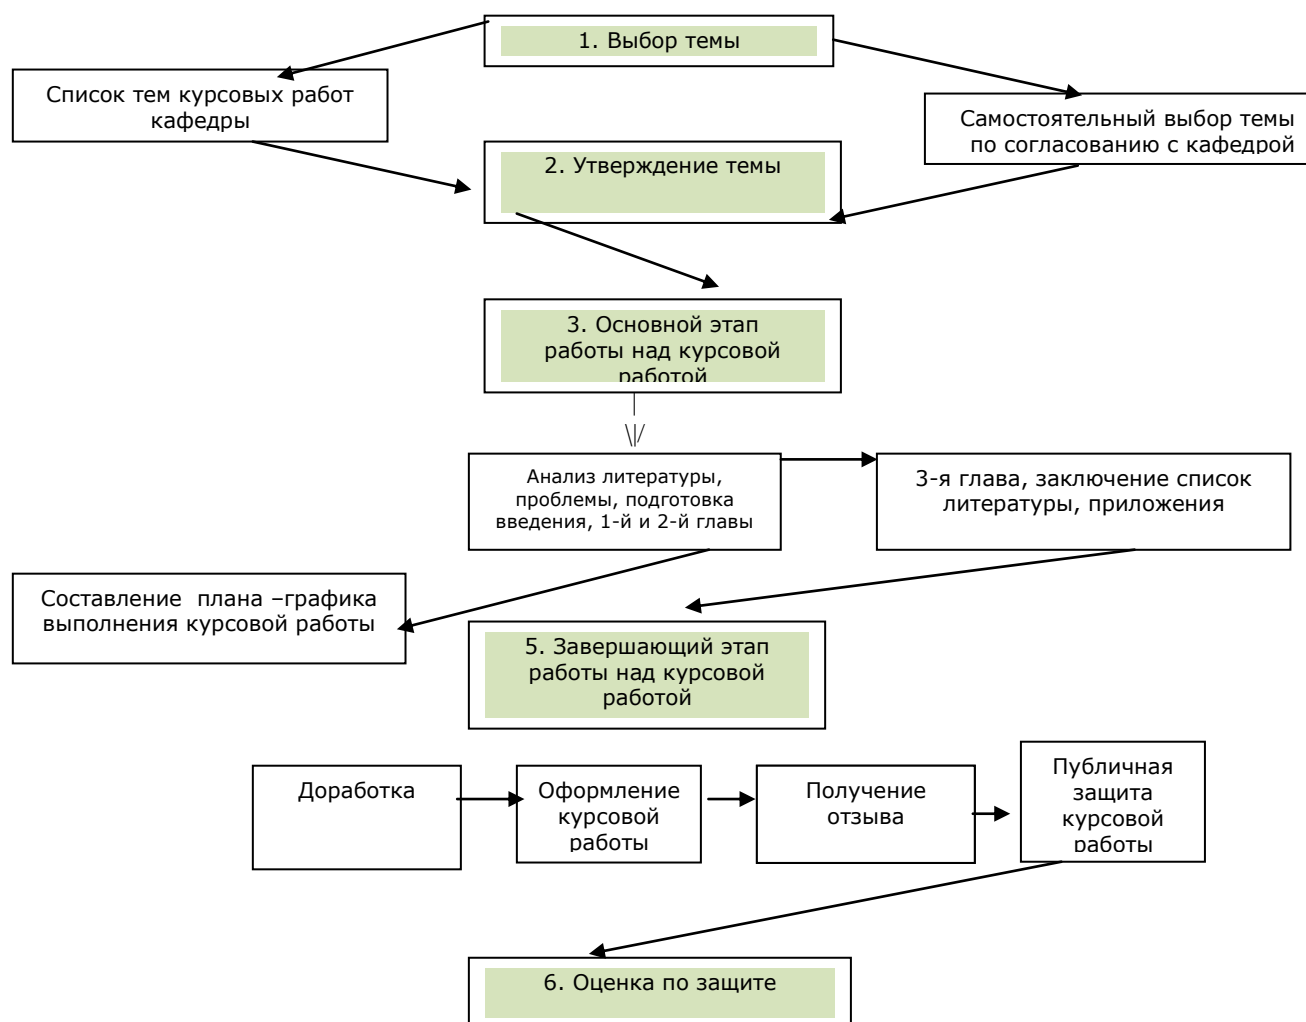 1. Выбор темы
Список тем курсовых работ
кафедры
Самостоятельный выбор темы
по согласованию с кафедрой
2. Утверждение темы
3. Основной этап
работы над курсовой
работой
Анализ литературы,
проблемы, подготовка
введения, 1-й и 2-й главы
3-я глава, заключение список
литературы, приложения
Составление плана –графика
выполнения курсовой работы
5. Завершающий этап
работы над курсовой
работой
Доработка
Оформление
курсовой
работы
Получение
отзыва
Публичная
защита
курсовой
работы
6. Оценка по защите